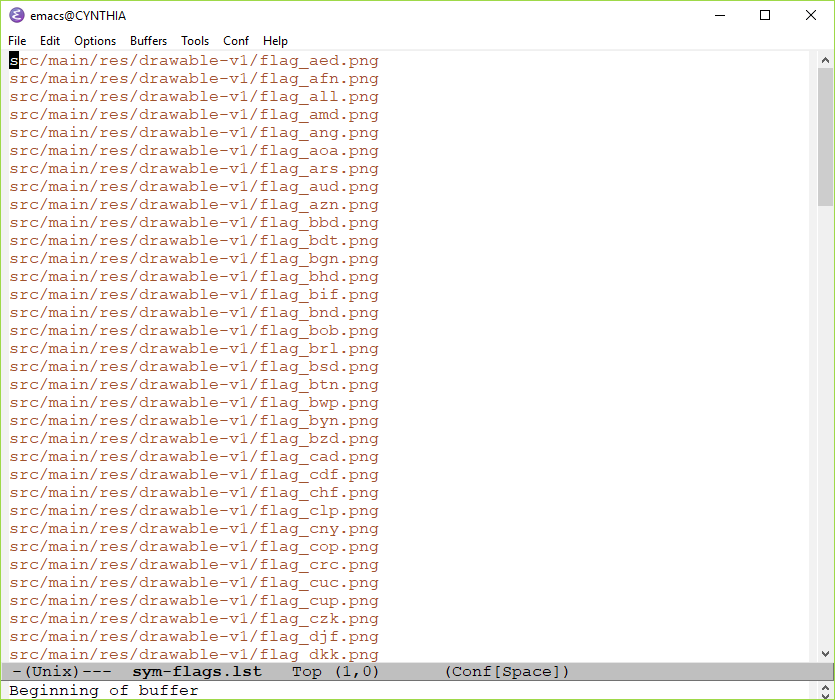 emacs@CYNTHIA
File Edit Options Buffers Tools Conf Help
src/main/res/drawable-v1/flag_aed.png
src/main/res/drawable-v1/flag_afn.png
src/main/res/drawable-v1/flag_all.png
src/main/res/drawable-v1/flag_amd.png
src/main/res/drawable-v1/flag_ang.png
src/main/res/drawable-v1/flag_aoa.png
src/main/res/drawable-v1/flag_ars.png
src/main/res/drawable-v1/flag_aud.png
src/main/res/drawable-v1/flag_azn.png
src/main/res/drawable-v1/flag_bbd.png
src/main/res/drawable-v1/flag_bdt.png
src/main/res/drawable-v1/flag_bgn.png
src/main/res/drawable-v1/flag_bhd.png
src/main/res/drawable-v1/flag_bif.png
src/main/res/drawable-v1/flag_bnd.png
src/main/res/drawable-v1/flag_bob.png
src/main/res/drawable-v1/flag_brl.png
src/main/res/drawable-v1/flag_bsd.png
src/main/res/drawable-v1/flag_btn.png
src/main/res/drawable-v1/flag_bwp.png
src/main/res/drawable-v1/flag_byn.png
src/main/res/drawable-v1/flag_bzd.png
src/main/res/drawable-v1/flag_cad.png
src/main/res/drawable-v1/flag_cdf.png
src/main/res/drawable-v1/flag_chf.png
src/main/res/drawable-v1/flag_clp.png
src/main/res/drawable-v1/flag_cny.png
src/main/res/drawable-v1/flag_cop.png
src/main/res/drawable-v1/flag_crc.png
src/main/res/drawable-v1/flag_cuc.png
src/main/res/drawable-v1/flag_cup.png
src/main/res/drawable-v1/flag_czk.png
src/main/res/drawable-v1/flag_djf.png
src/main/res/drawable-v1/flag_dkk.png
-(Unix)--- sym-flags.lst Top (1,0) (Conf[Space])
Beginning of buffer